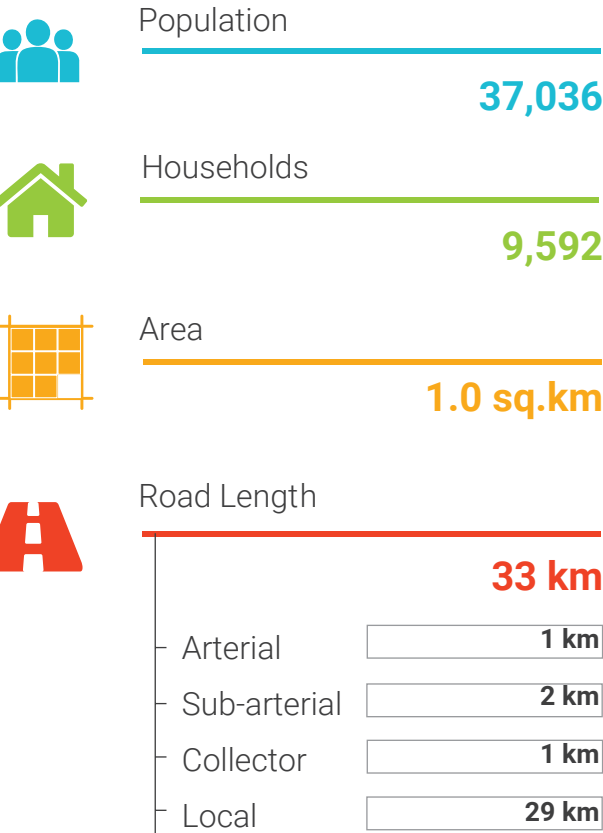 Population
37,036
Households
9,592
Area
1.0 sq.km
Road Length
33 km
Arterial 1 km
Sub-arterial 2 km
Collector 1 km
Local 29 km